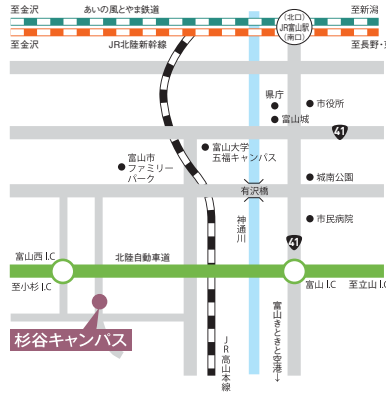 至金沢
あいの風とやま鉄道
(北口)
JR富山駅
(南口)
至新潟
至金沢
JR北陸新幹線
至長野・
県庁
市役所
富山城
41
富山大学
五福キャンパス
富山市
ファミリー
パーク
城南公園
有沢橋
神通川
市民病院
41
富山西 I.C
北陸自動車道
至小杉 I.C
富山 I.C
至立山 I.C
杉谷キャンパス
JR高山本線
富山きときと空港→